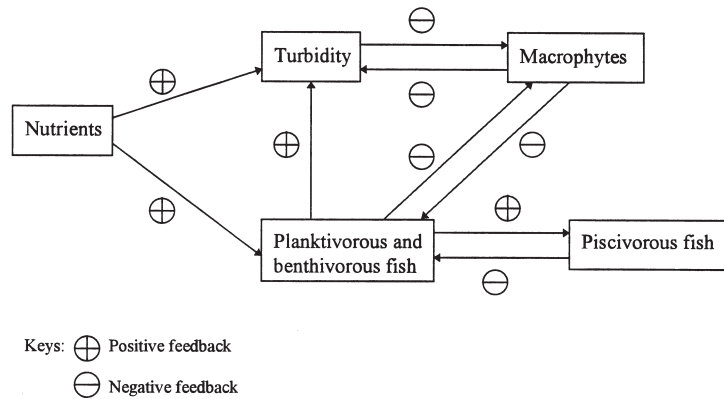 Turbidity
Macrophytes
Nutrients
Planktivorous and
benthivorous fish
Piscivorous fish
Keys:
Positive feedback
Negative feedback